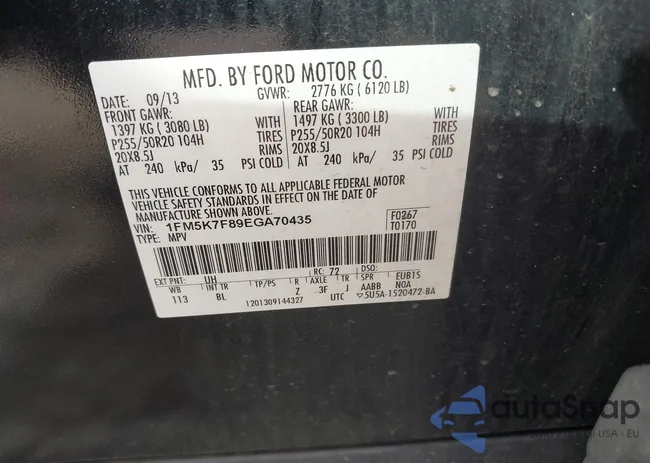 MFD. BY FORD MOTOR CO.
DATE: 09/13 GVWR: 2776 KG ( 6120 LB)
FRONT GAWR: REAR GAWR:
1397 KG ( 3080 LB) WITH 1497 KG ( 3300 LB) WITH
P255/50R20 104H TIRES P255/50R20 104H TIRES
20X8.5J RIMS 20X8.5J RIMS
AT 240 kPa/ 35 PSI COLD AT 240 kPa/ 35 PSI COLD
THIS VEHICLE CONFORMS TO ALL APPLICABLE FEDERAL MOTOR
VEHICLE SAFETY STANDARDS IN EFFECT ON THE DATE OF
MANUFACTURE SHOWN ABOVE.
VIN: 1FM5K7F89EGA70435 F0267
TYPE: MPV T0170
EXT PNT: UH RC: 72 DSO:
WB INT TR TP/PS R AXLE TR SPR EUB1S
113 BL Z 3F J AABB N0A
1201309144327 UTC 5U5A-1520472-BA
autoSnap
USA EU